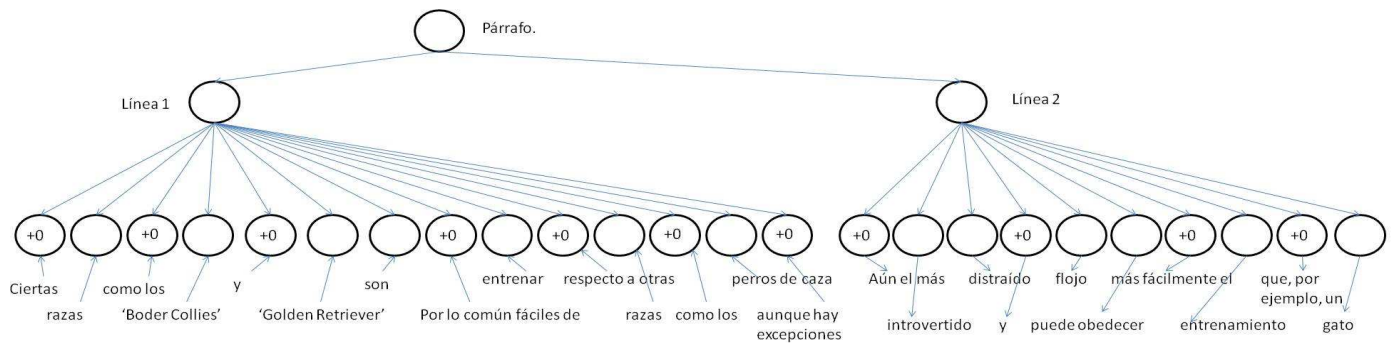 Párrafo.
Línea 1
Línea 2
+0 +0 +0 +0 +0 +0 +0 +0 +0 +0 +0
Ciertas
razas
como los
'Boder Collies'
y
'Golden Retriever'
son
Por lo común fáciles de
entrenar
respecto a otras
razas
como los
perros de caza
aunque hay
excepciones
Aún el más
introvertido
distraído
y
flojo
puede obedecer
más fácilmente el
entrenamiento
que, por
ejemplo, un
gato